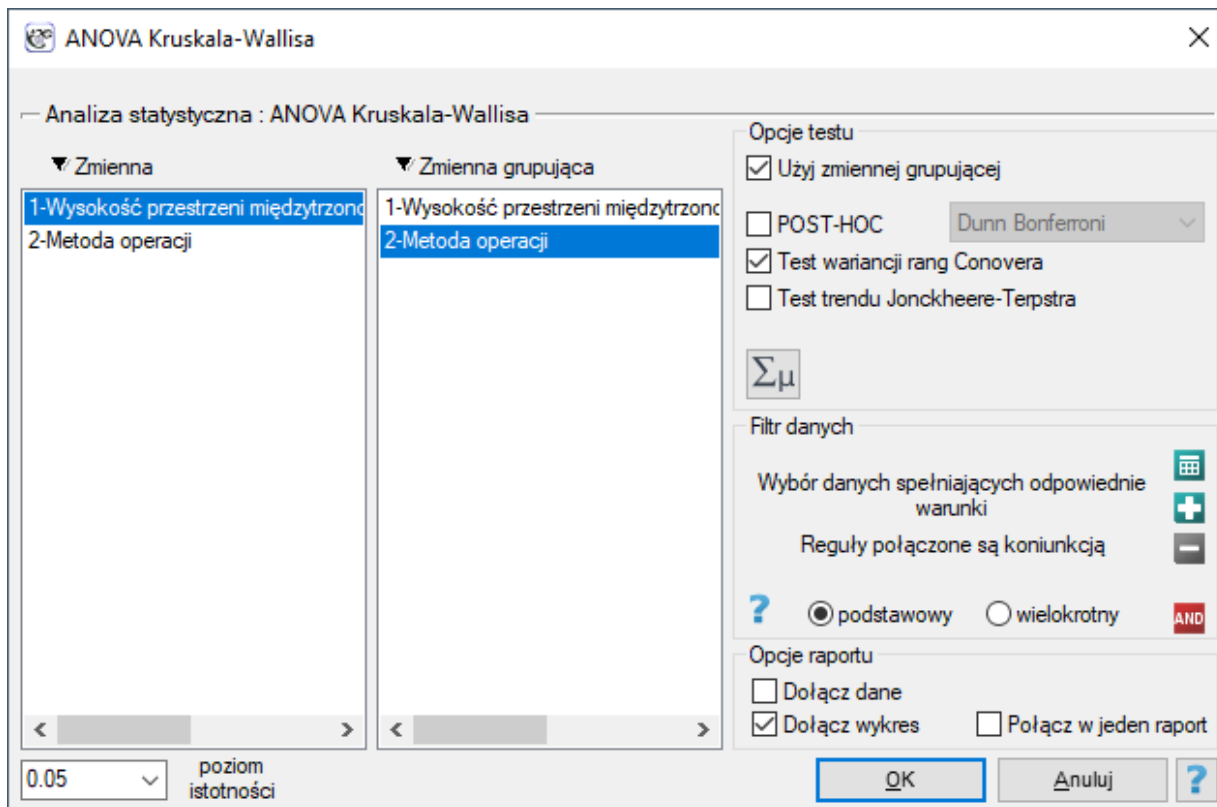 ANOVA Kruskala-Wallisa
Analiza statystyczna : ANOVA Kruskala-Wallisa
Zmienna
1-Wysokość przestrzeni międzytrzonc
2-Metoda operacji
Zmienna grupująca
1-Wysokość przestrzeni międzytrzonc
2-Metoda operacji
Opcje testu
Użyj zmiennej grupującej
POST-HOC
Dunn Bonferroni
Test wariancji rang Conovera
Test trendu Jonckheere-Terpstra
Σμ
Filtr danych
Wybór danych spełniających odpowiednie
warunki
Reguły połączone są koniunkcją
? podstawowy wielokrotny AND
Opcje raportu
Dołącz dane
Dołącz wykres Połącz w jeden raport
0.05
poziom
istotności
OK Anuluj ?